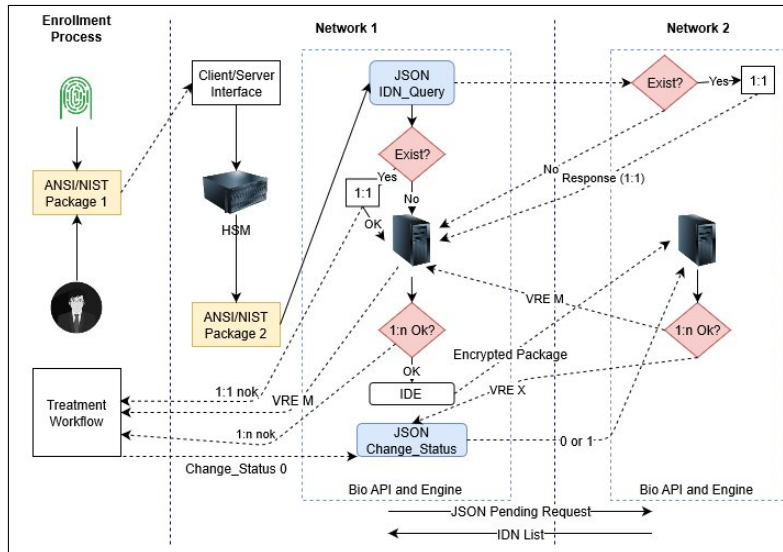 Enrollment
Process
Network 1
Network 2
Client/Server
Interface
JSON
IDN_Query
Exist?
Yes
1:1
Exist?
Yes
1:1
No
OK
No
Response (1:1)
ANSI/NIST
Package 1
HSM
ANSI/NIST
Package 2
1:n Ok?
VRE M
1:n Ok?
Encrypted Package
OK
IDE
VRE X
1:1 nok
VRE M
1:n nok
Treatment
Workflow
JSON
Change_Status
0 or 1
Change_Status 0
Bio API and Engine
Bio API and Engine
JSON Pending Request
IDN List